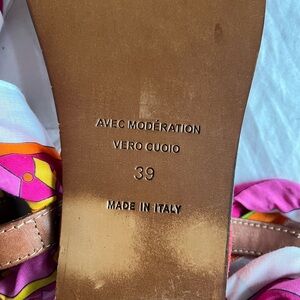 AVEC MODÉRATION
VERO CUOIO
39
MADE IN ITALY